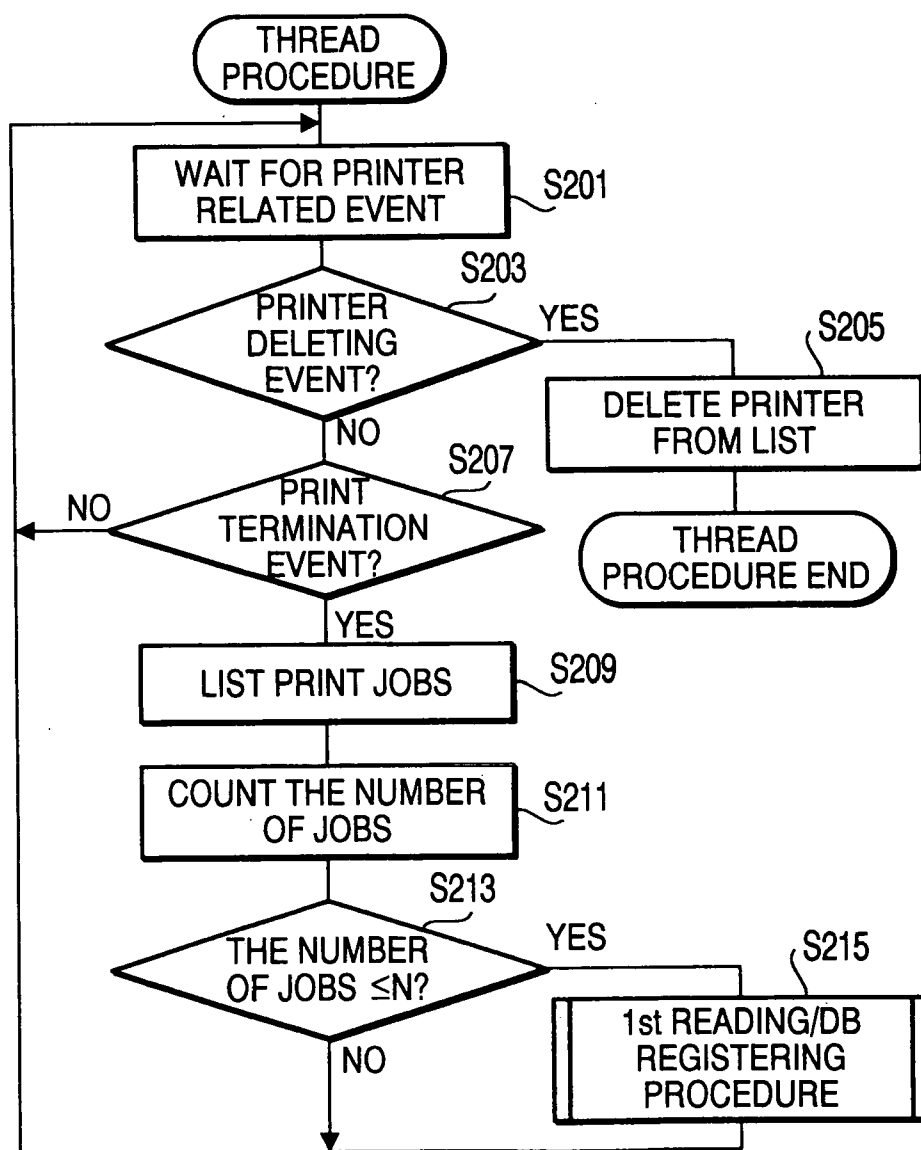 THREAD
PROCEDURE
WAIT FOR PRINTER
RELATED EVENT
S201
PRINTER
DELETING
EVENT?
S203
YES
NO
S205
DELETE PRINTER
FROM LIST
THREAD
PROCEDURE END
PRINT
TERMINATION
EVENT?
S207
NO
YES
LIST PRINT JOBS
S209
COUNT THE NUMBER
OF JOBS
S211
THE NUMBER
OF JOBS ≤N?
S213
YES
NO
S215
1st READING/DB
REGISTERING
PROCEDURE